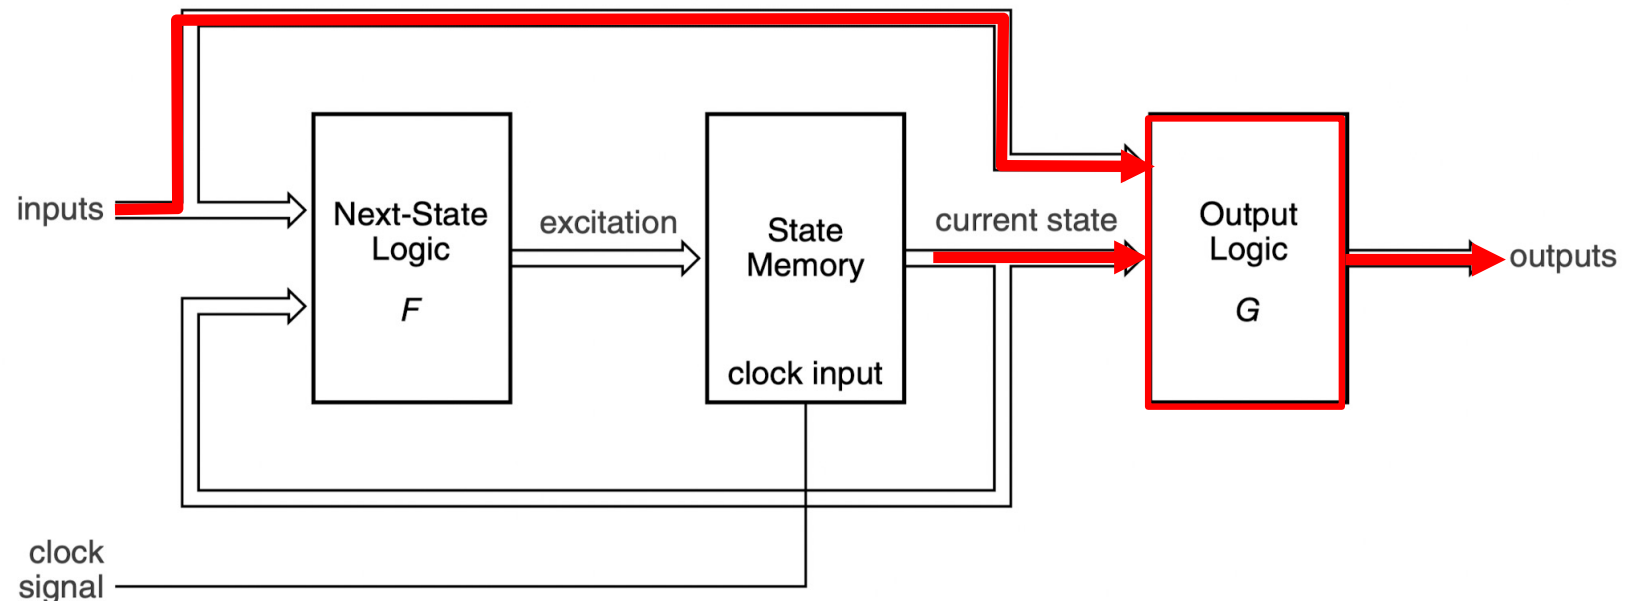 inputs
Next-State
Logic
F
excitation
State
Memory
clock input
current state
Output
Logic
G
outputs
clock
signal